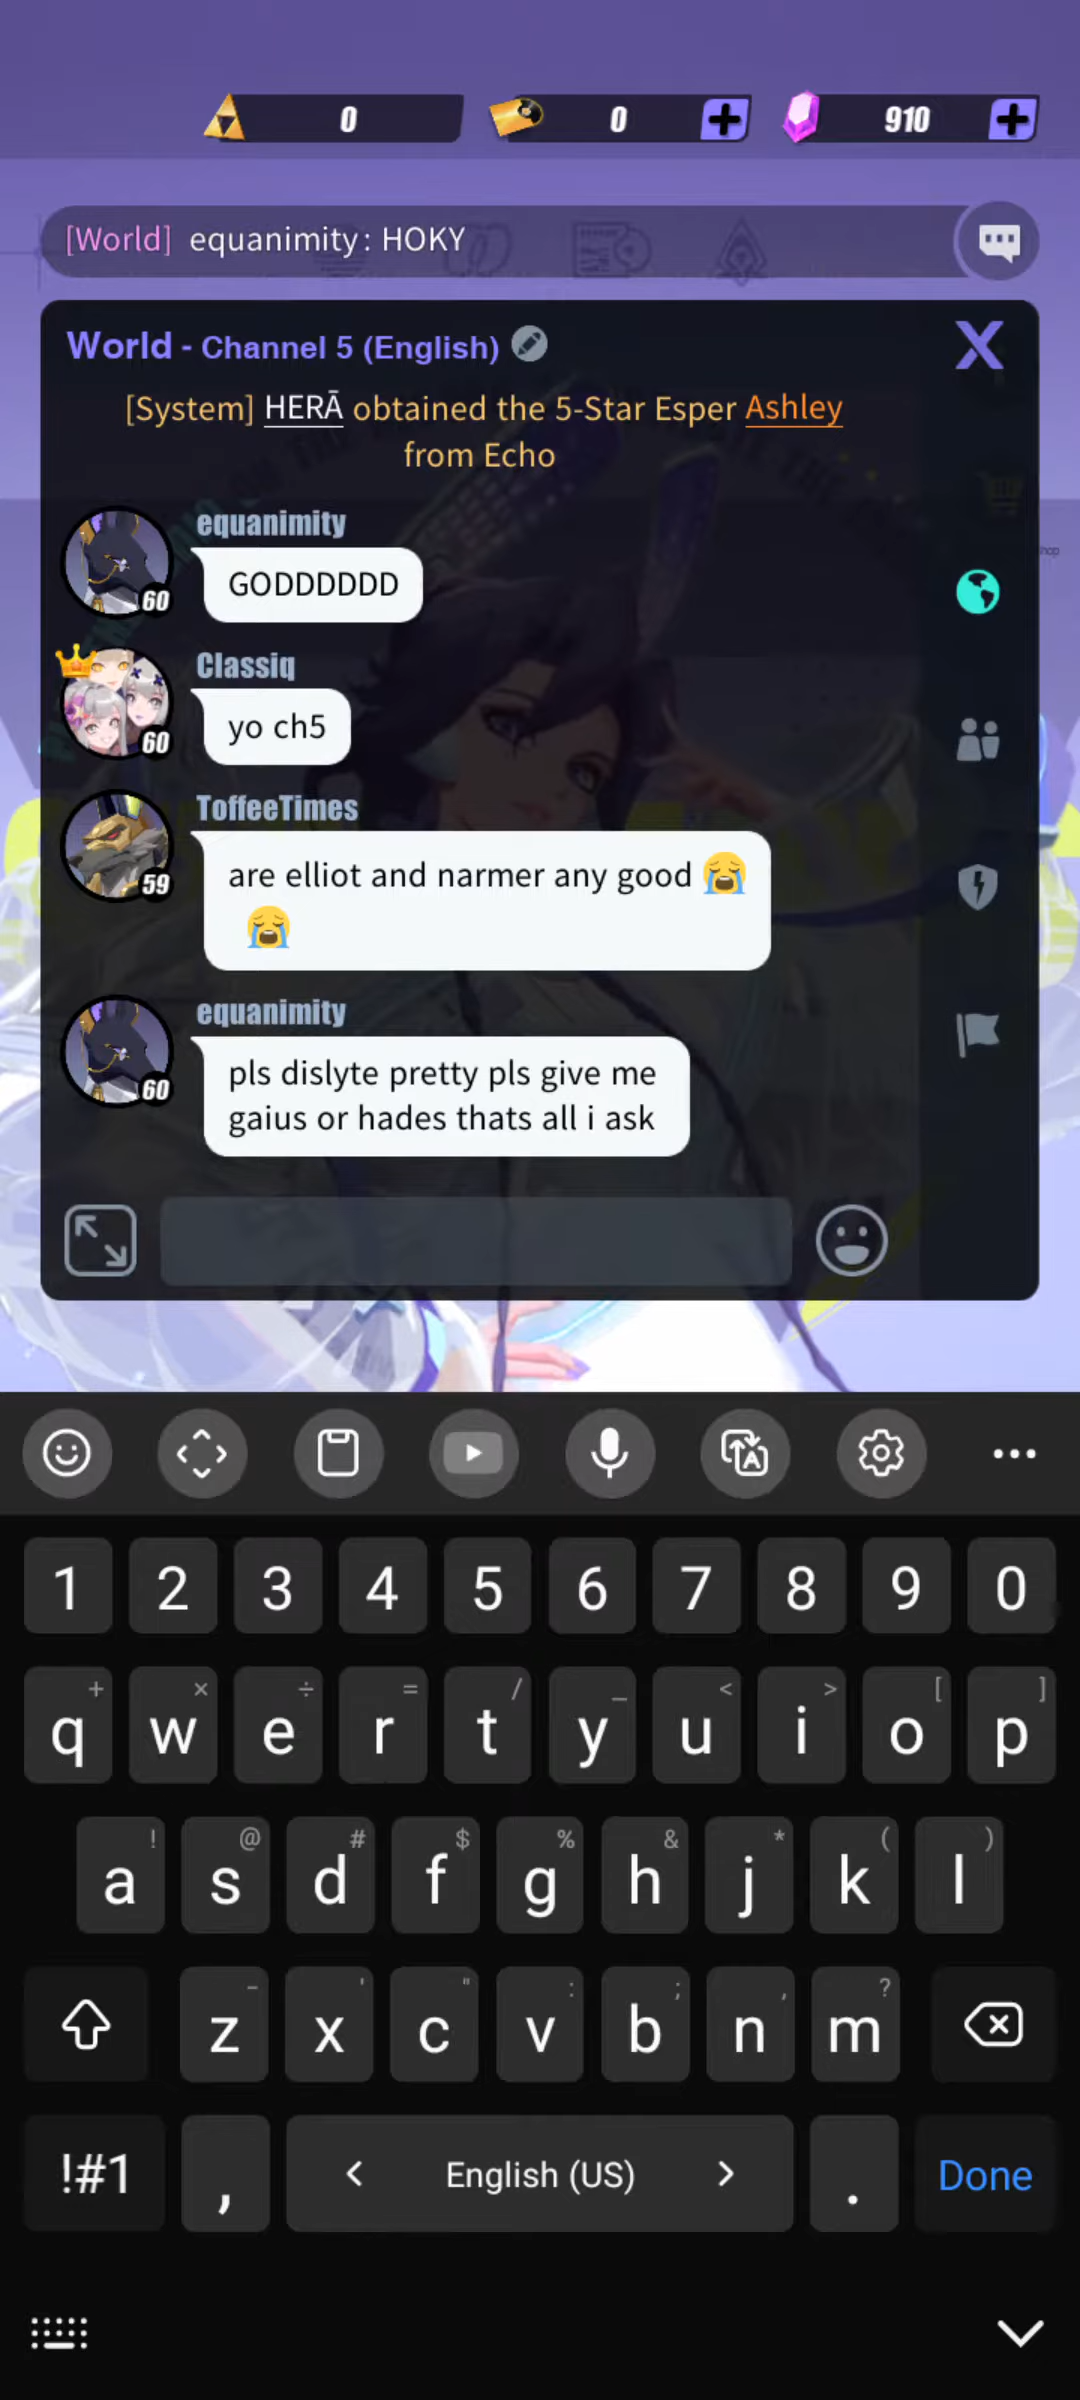 0 0 910
[World] equanimity: HOKY
World - Channel 5 (English)
[System] HERĀ obtained the 5-Star Esper Ashley
from Echo
equanimity
GODDDDDD
60
Classiq
yo ch5
60
ToffeeTimes
are elliot and narmer any good 😭
😭
59
equanimity
pls dislyte pretty pls give me
gaius or hades thats all i ask
60
1 2 3 4 5 6 7 8 9 0
+ × ÷ = / _ < > [ ]
q w e r t y u i o p
! @ # $ % & * ( )
a s d f g h j k l
- ' " : ; , ?
z x c v b n m
!#1 , < English (US) > . Done